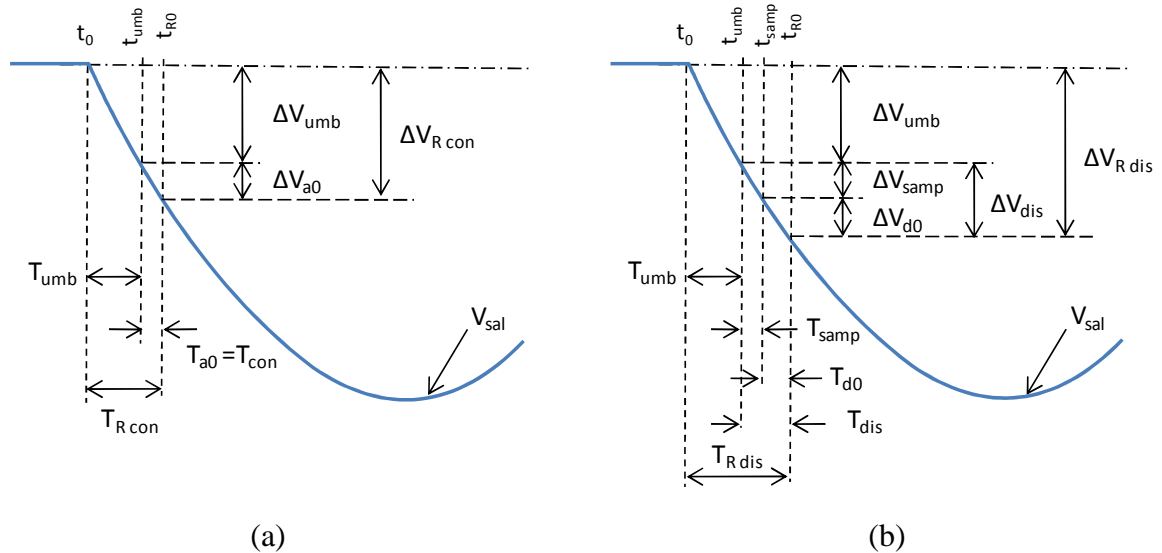 t0 tumb tR0
ΔVumb
ΔVR con
ΔVa0
Tumb
Vsal
Ta0 = Tcon
TR con
(a)
t0 tumb tsamp tR0
ΔVumb
ΔVR dis
ΔVsamp
ΔVdis
ΔVd0
Tumb
Vsal
Tsamp
Td0
Tdis
TR dis
(b)